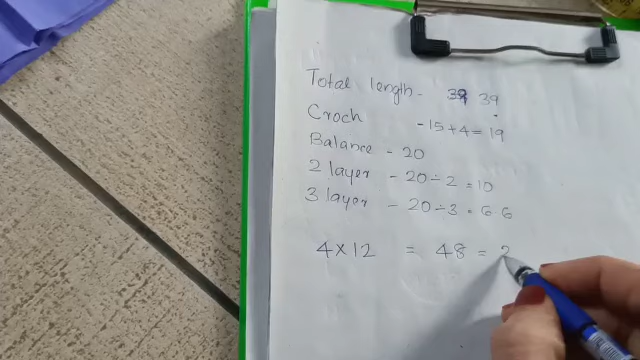 Total length - 39 39
Croch - 15+4 = 19
Balance - 20
2 layer - 20÷2 = 10
3 layer - 20÷3 = 6.6
4×12 = 48 = 2